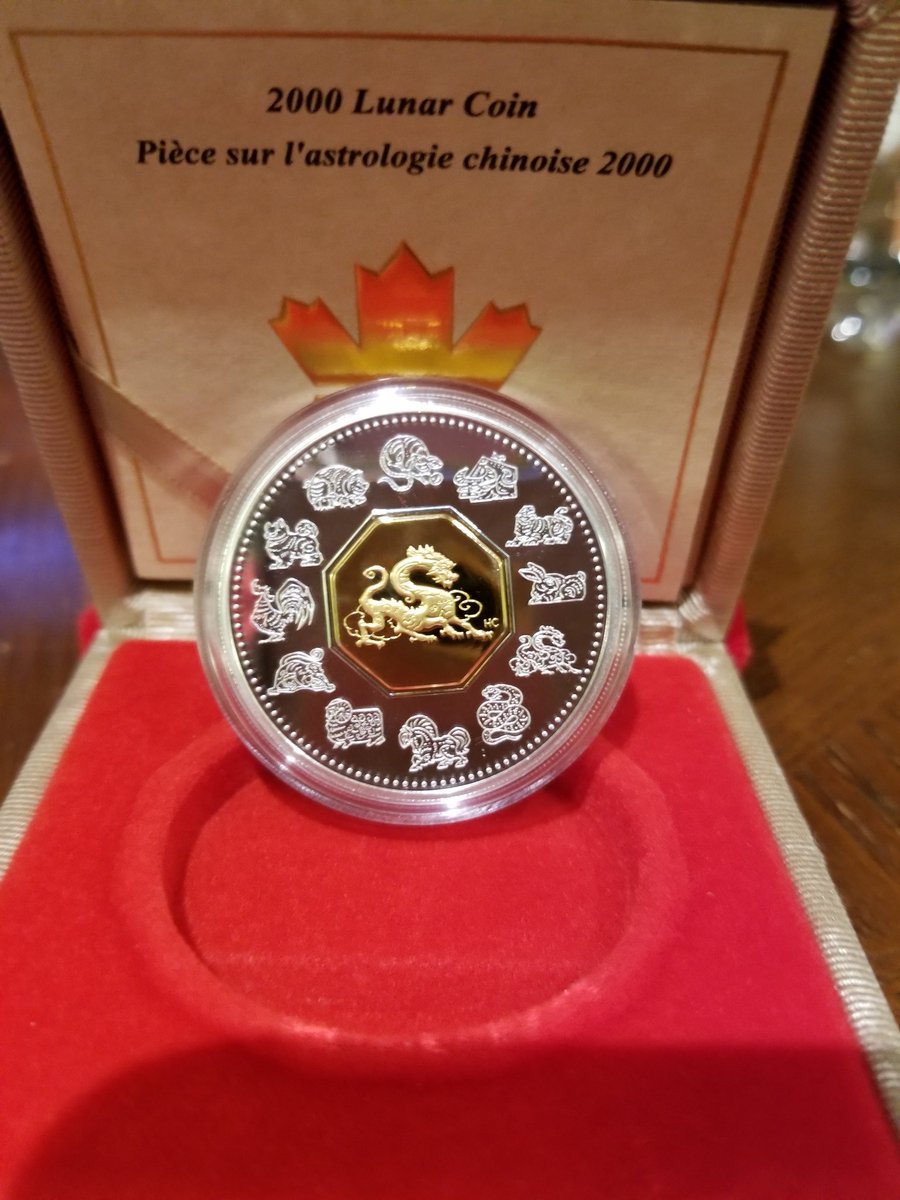 2000 Lunar Coin
Pièce sur l'astrologie chinoise 2000
HC